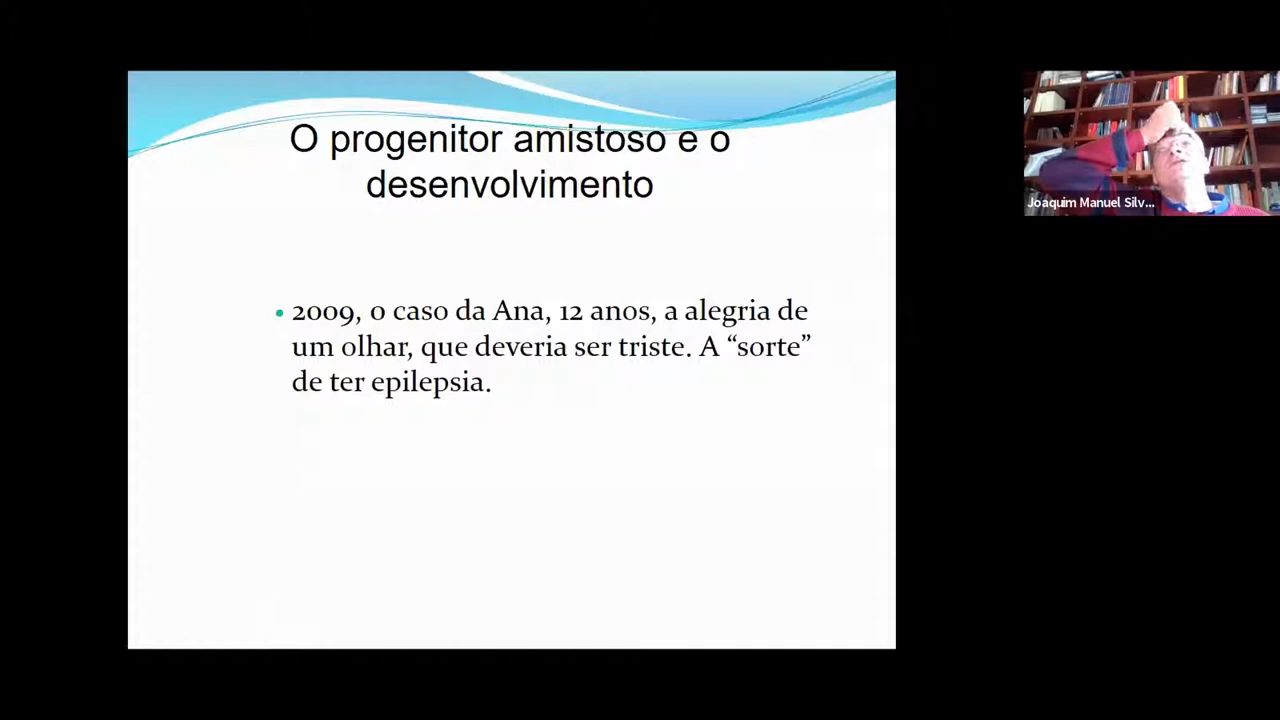 O progenitor amistoso e o
desenvolvimento
• 2009, o caso da Ana, 12 anos, a alegria de
um olhar, que deveria ser triste. A “sorte”
de ter epilepsia.
Joaquim Manuel Silv...